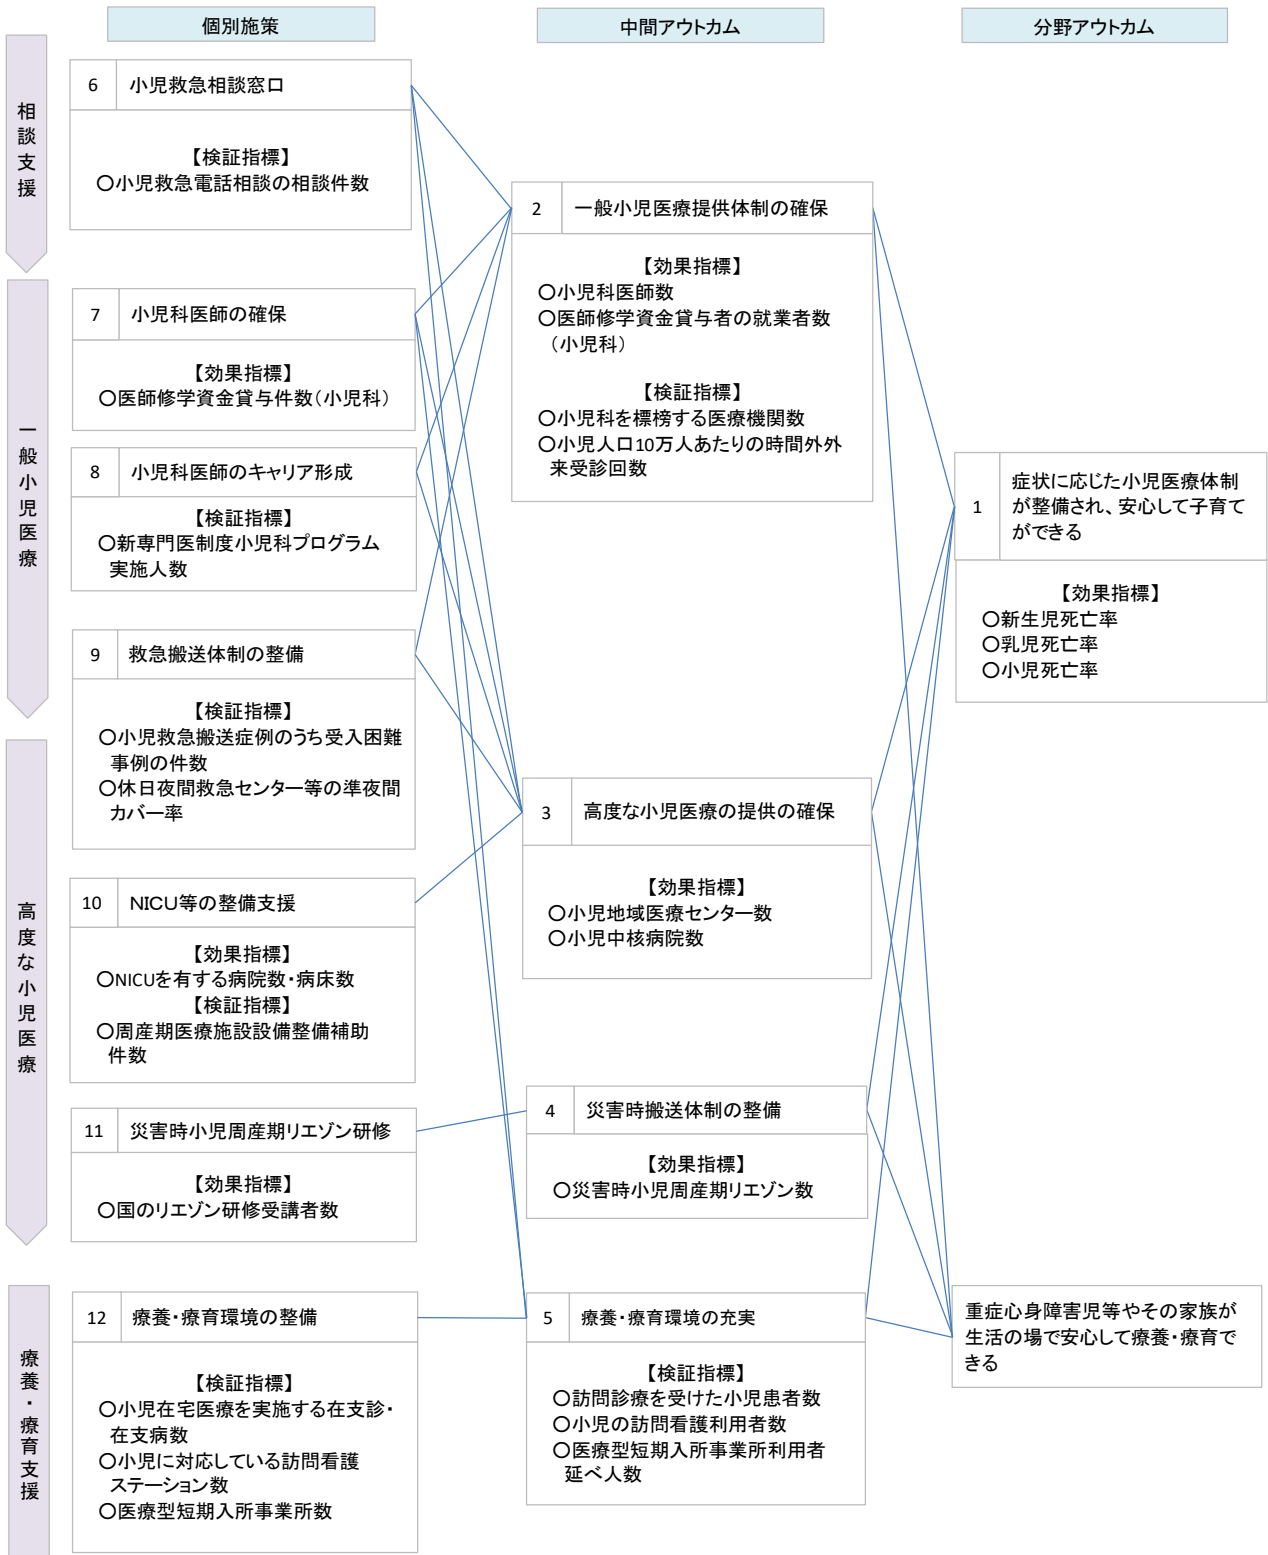 個別施策
中間アウトカム
分野アウトカム
相談支援
6 小児救急相談窓口
【検証指標】
〇小児救急電話相談の相談件数
一般小児医療
7 小児科医師の確保
【効果指標】
〇医師修学資金貸与件数(小児科)
8 小児科医師のキャリア形成
【検証指標】
〇新専門医制度小児科プログラム
実施人数
9 救急搬送体制の整備
【検証指標】
〇小児救急搬送症例のうち受入困難
事例の件数
〇休日夜間救急センター等の準夜間
カバー率
高度な小児医療
10 NICU等の整備支援
【効果指標】
〇NICUを有する病院数・病床数
【検証指標】
〇周産期医療施設設備整備補助
件数
11 災害時小児周産期リエゾン研修
【効果指標】
〇国のリエゾン研修受講者数
療養・療育支援
12 療養・療育環境の整備
【検証指標】
〇小児在宅医療を実施する在支診・
在支病数
〇小児に対応している訪問看護
ステーション数
〇医療型短期入所事業所数
2 一般小児医療提供体制の確保
【効果指標】
〇小児科医師数
〇医師修学資金貸与者の就業者数
(小児科)
【検証指標】
〇小児科を標榜する医療機関数
〇小児人口10万人あたりの時間外外
来受診回数
3 高度な小児医療の提供の確保
【効果指標】
〇小児地域医療センター数
〇小児中核病院数
4 災害時搬送体制の整備
【効果指標】
〇災害時小児周産期リエゾン数
5 療養・療育環境の充実
【検証指標】
〇訪問診療を受けた小児患者数
〇小児の訪問看護利用者数
〇医療型短期入所事業所利用者
延べ人数
1 症状に応じた小児医療体制
が整備され、安心して子育て
ができる
【効果指標】
〇新生児死亡率
〇乳児死亡率
〇小児死亡率
重症心身障害児等やその家族が
生活の場で安心して療養・療育で
きる